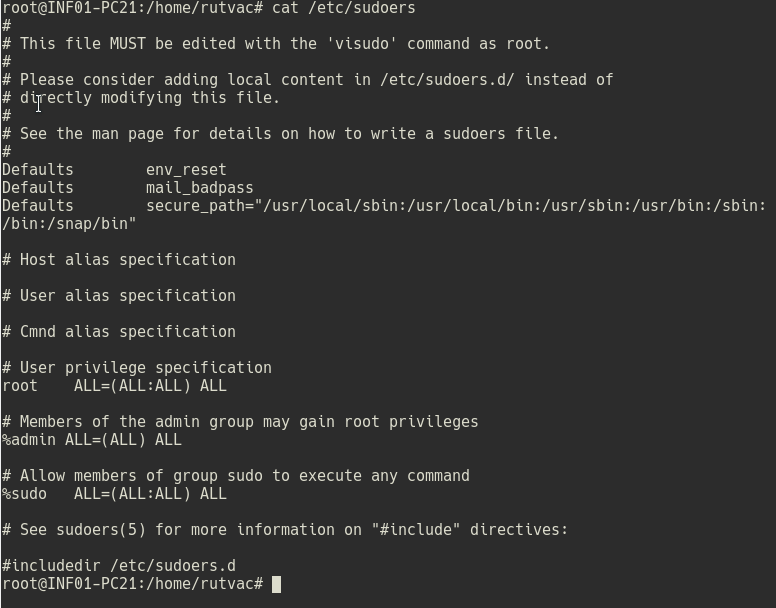 root@INF01-PC21:/home/rutvac# cat /etc/sudoers
#
# This file MUST be edited with the 'visudo' command as root.
#
# Please consider adding local content in /etc/sudoers.d/ instead of
# directly modifying this file.
#
# See the man page for details on how to write a sudoers file.
#
Defaults        env_reset
Defaults        mail_badpass
Defaults        secure_path="/usr/local/sbin:/usr/local/bin:/usr/sbin:/usr/bin:/sbin:
/bin:/snap/bin"

# Host alias specification

# User alias specification

# Cmnd alias specification

# User privilege specification
root    ALL=(ALL:ALL) ALL

# Members of the admin group may gain root privileges
%admin ALL=(ALL) ALL

# Allow members of group sudo to execute any command
%sudo   ALL=(ALL:ALL) ALL

# See sudoers(5) for more information on "#include" directives:

#includedir /etc/sudoers.d
root@INF01-PC21:/home/rutvac#